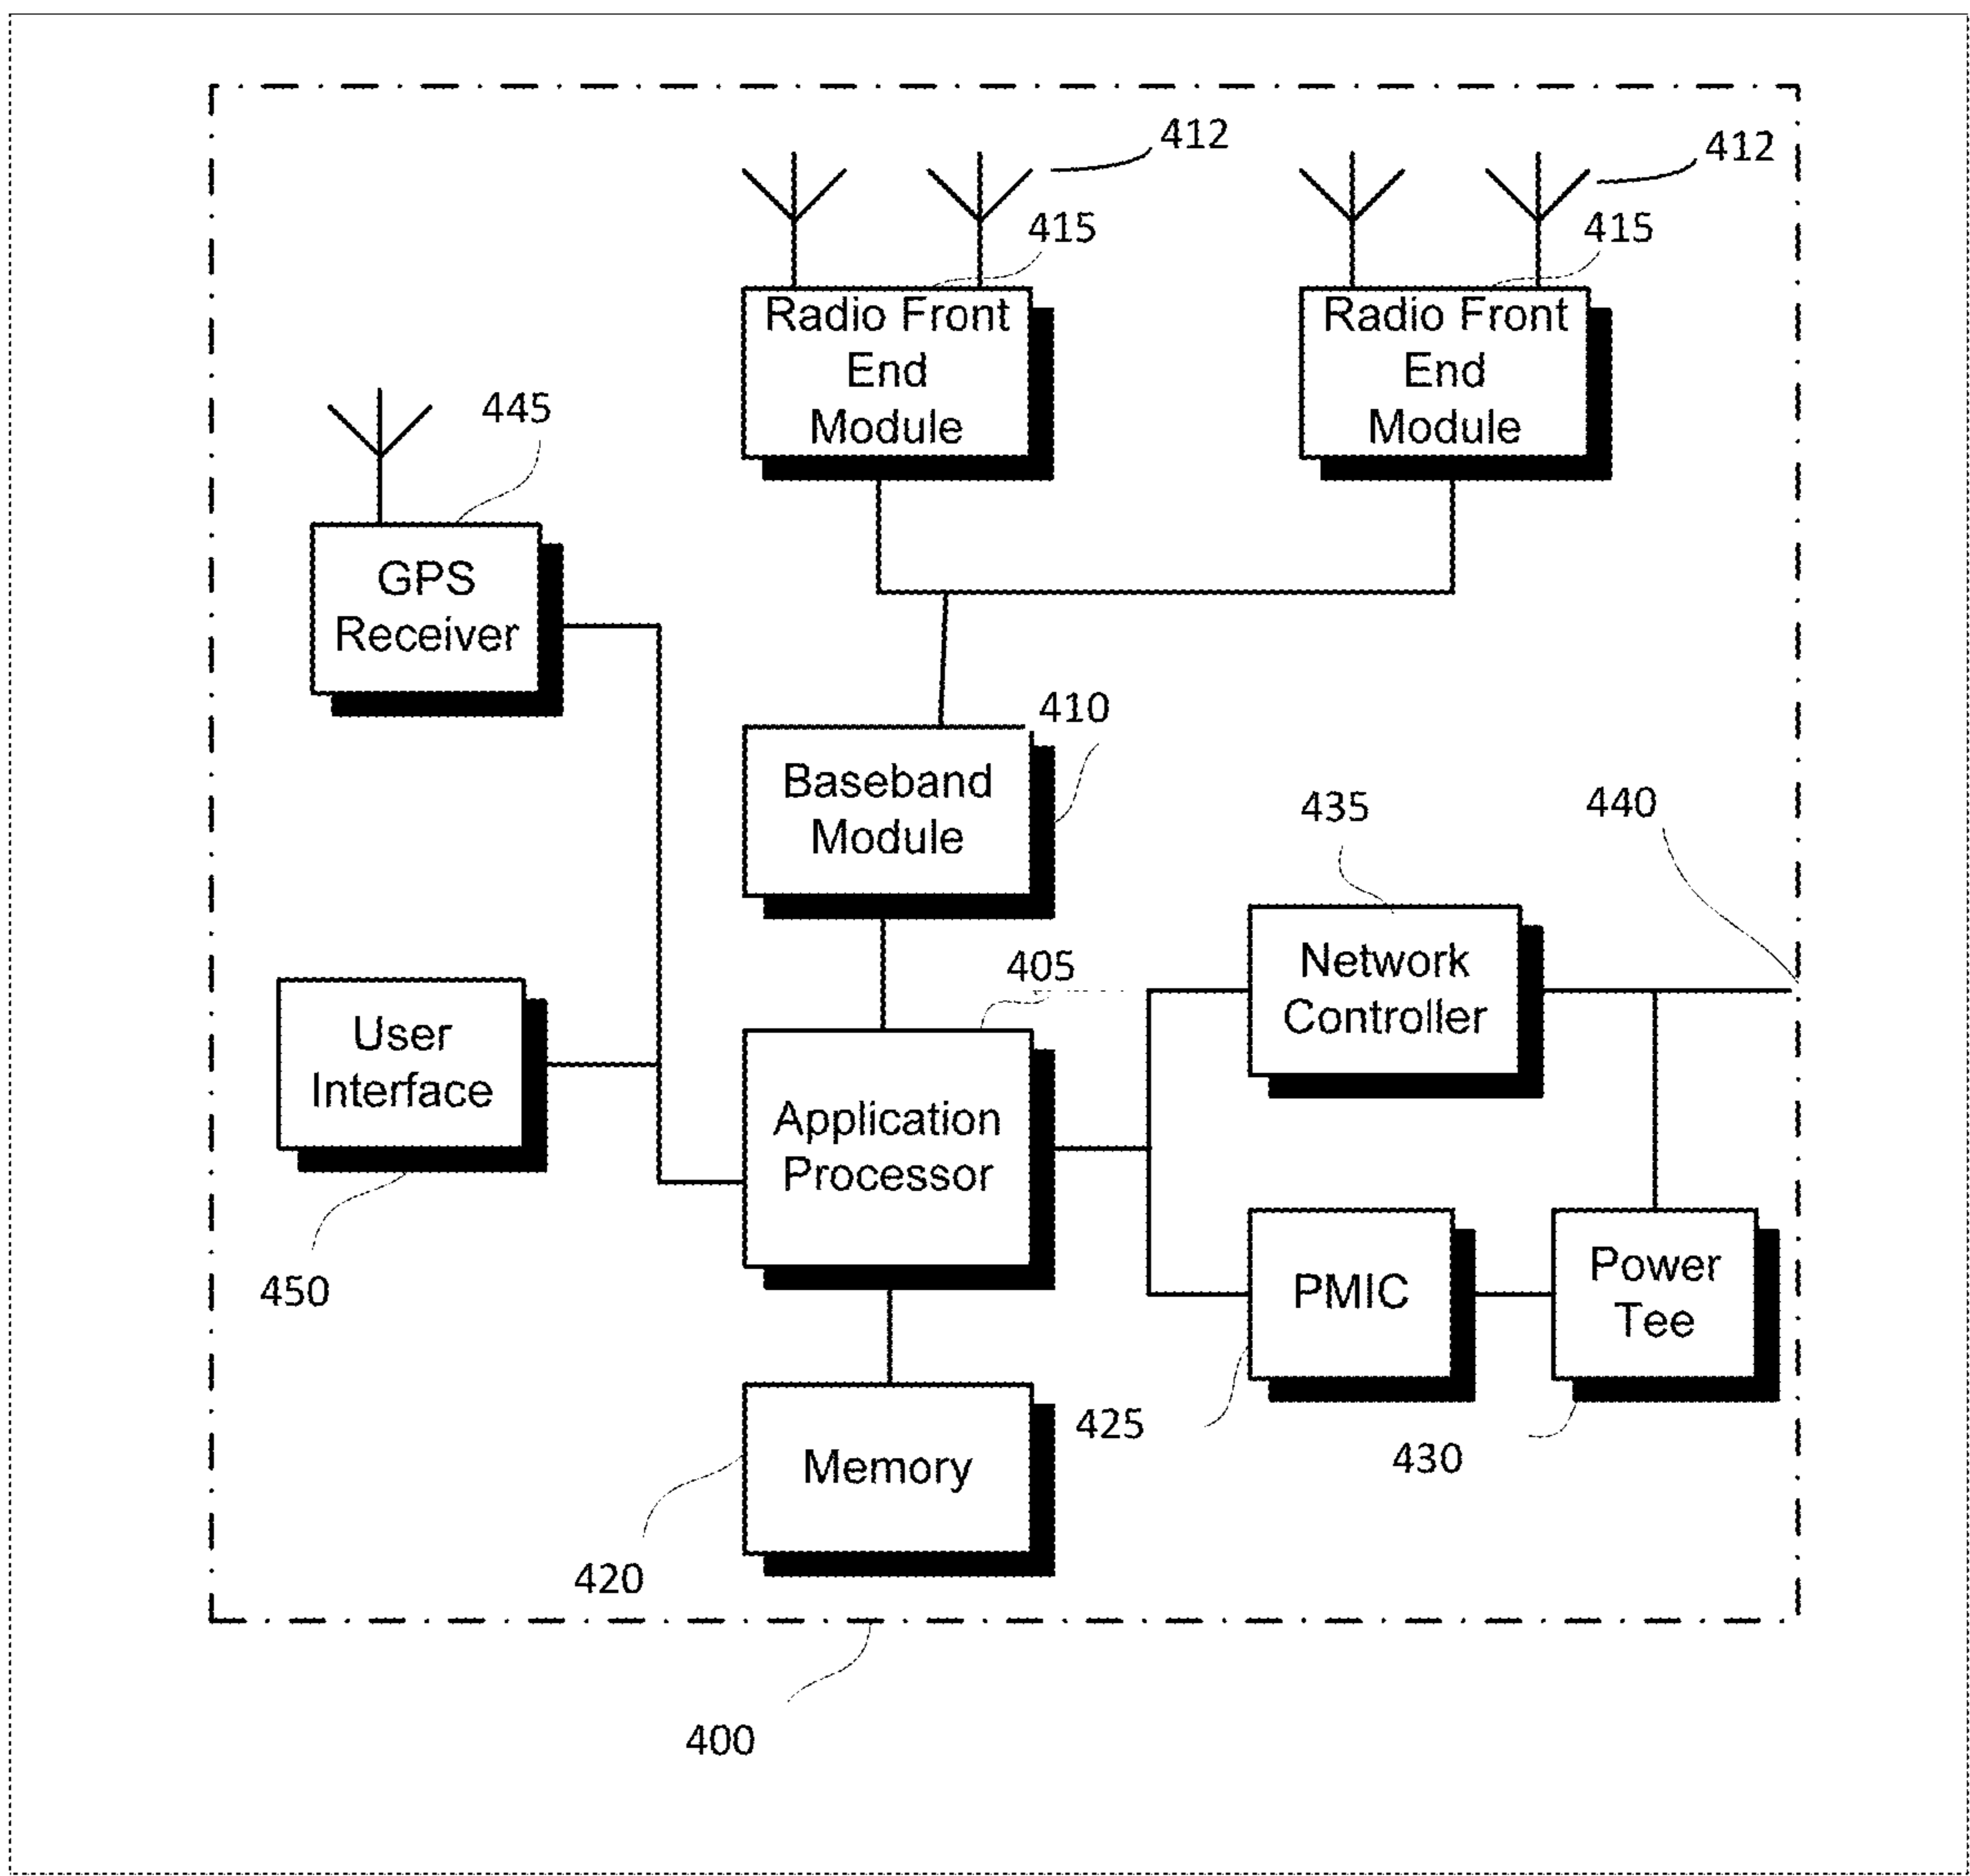 412
412
415
415
Radio Front
End
Module
Radio Front
End
Module
445
GPS
Receiver
410
Baseband
Module
435
440
405
Network
Controller
User
Interface
Application
Processor
450
PMIC
Power
Tee
425
430
Memory
420
400